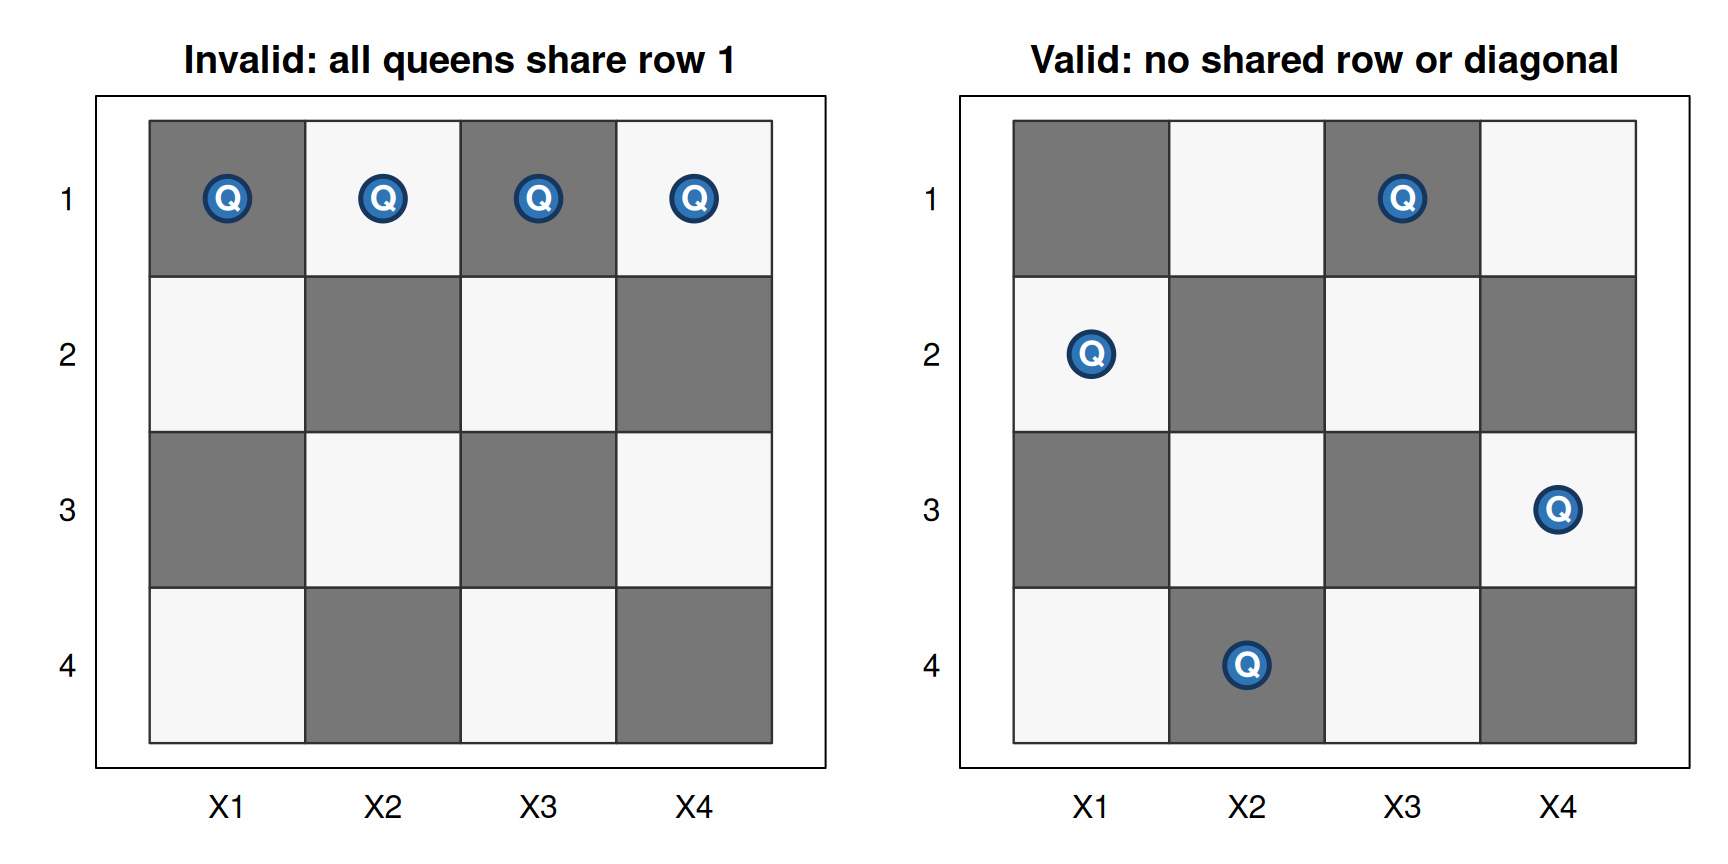 Invalid: all queens share row 1
1 Q Q Q Q
2
3
4
X1 X2 X3 X4
Valid: no shared row or diagonal
1 Q
2 Q
3 Q
4 Q
X1 X2 X3 X4